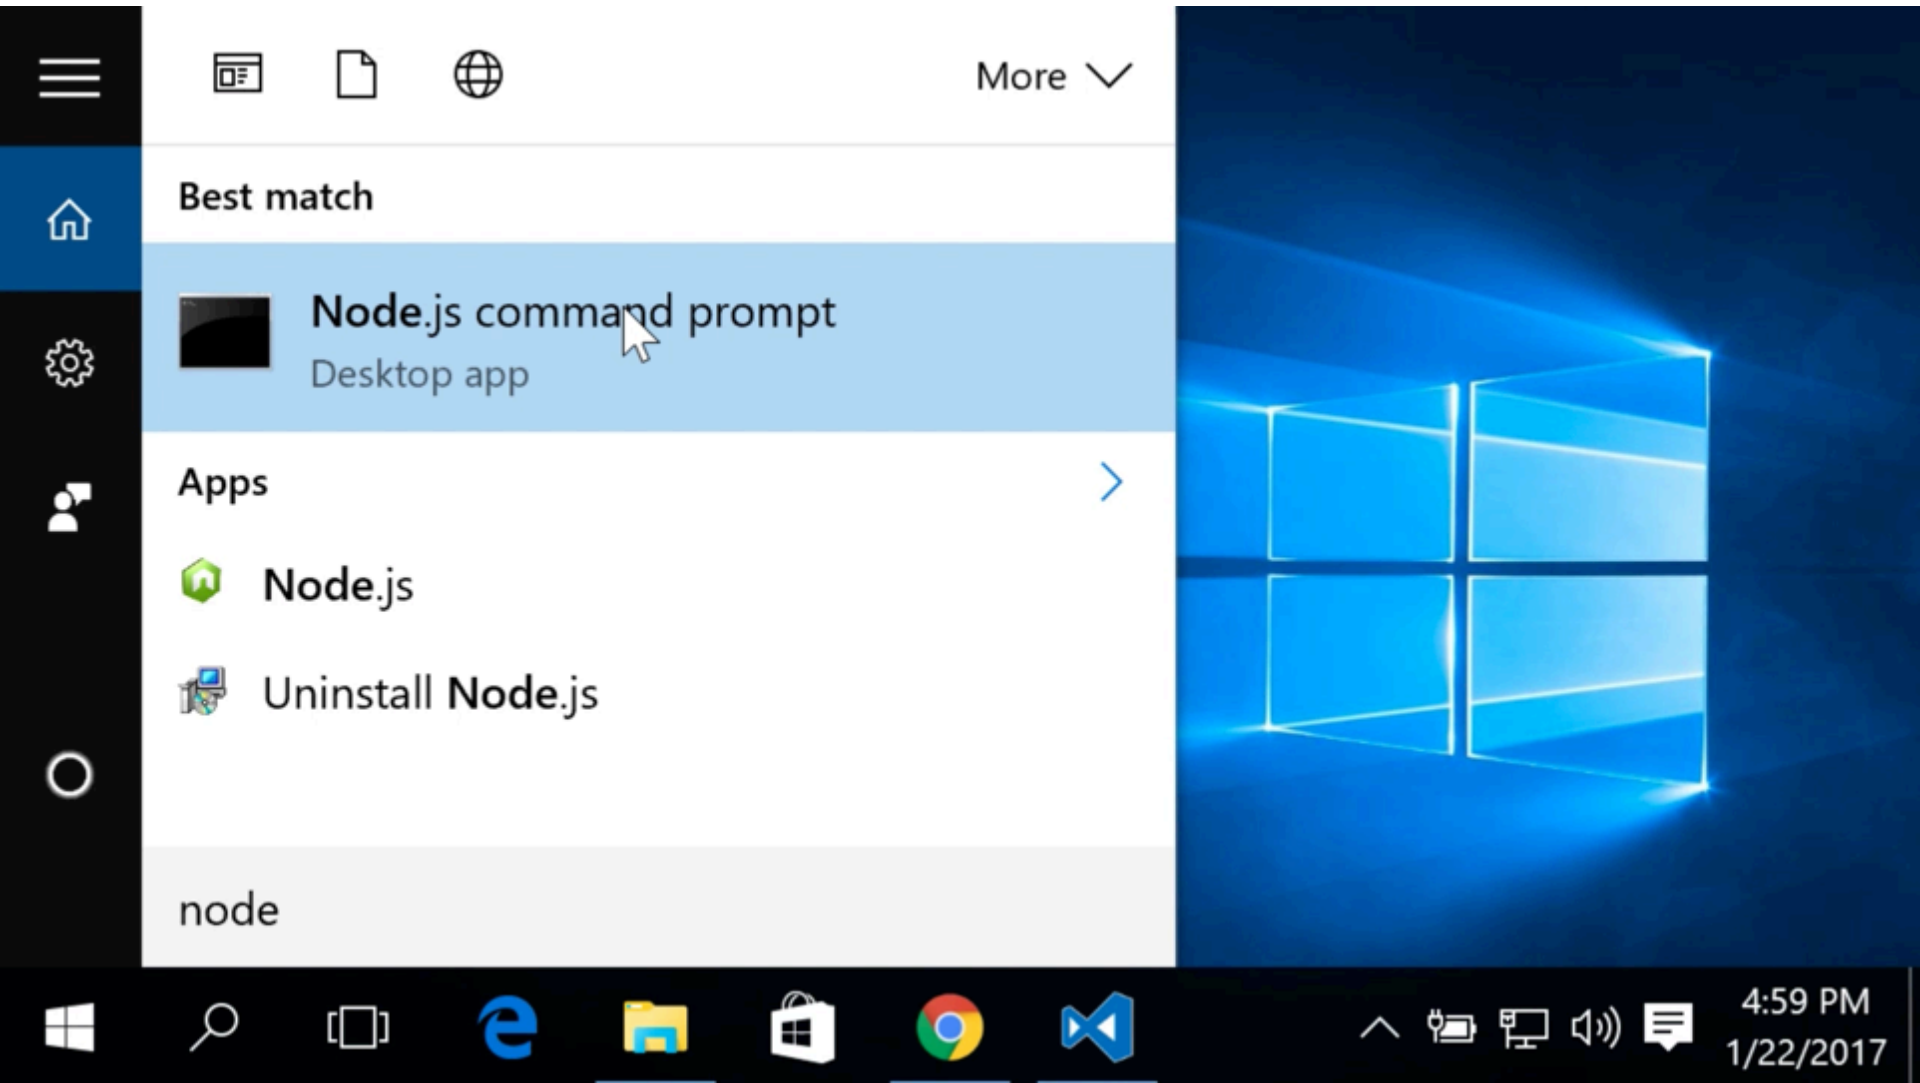 More
Best match
Node.js command prompt
Desktop app
Apps
Node.js
Uninstall Node.js
node
4:59 PM
1/22/2017